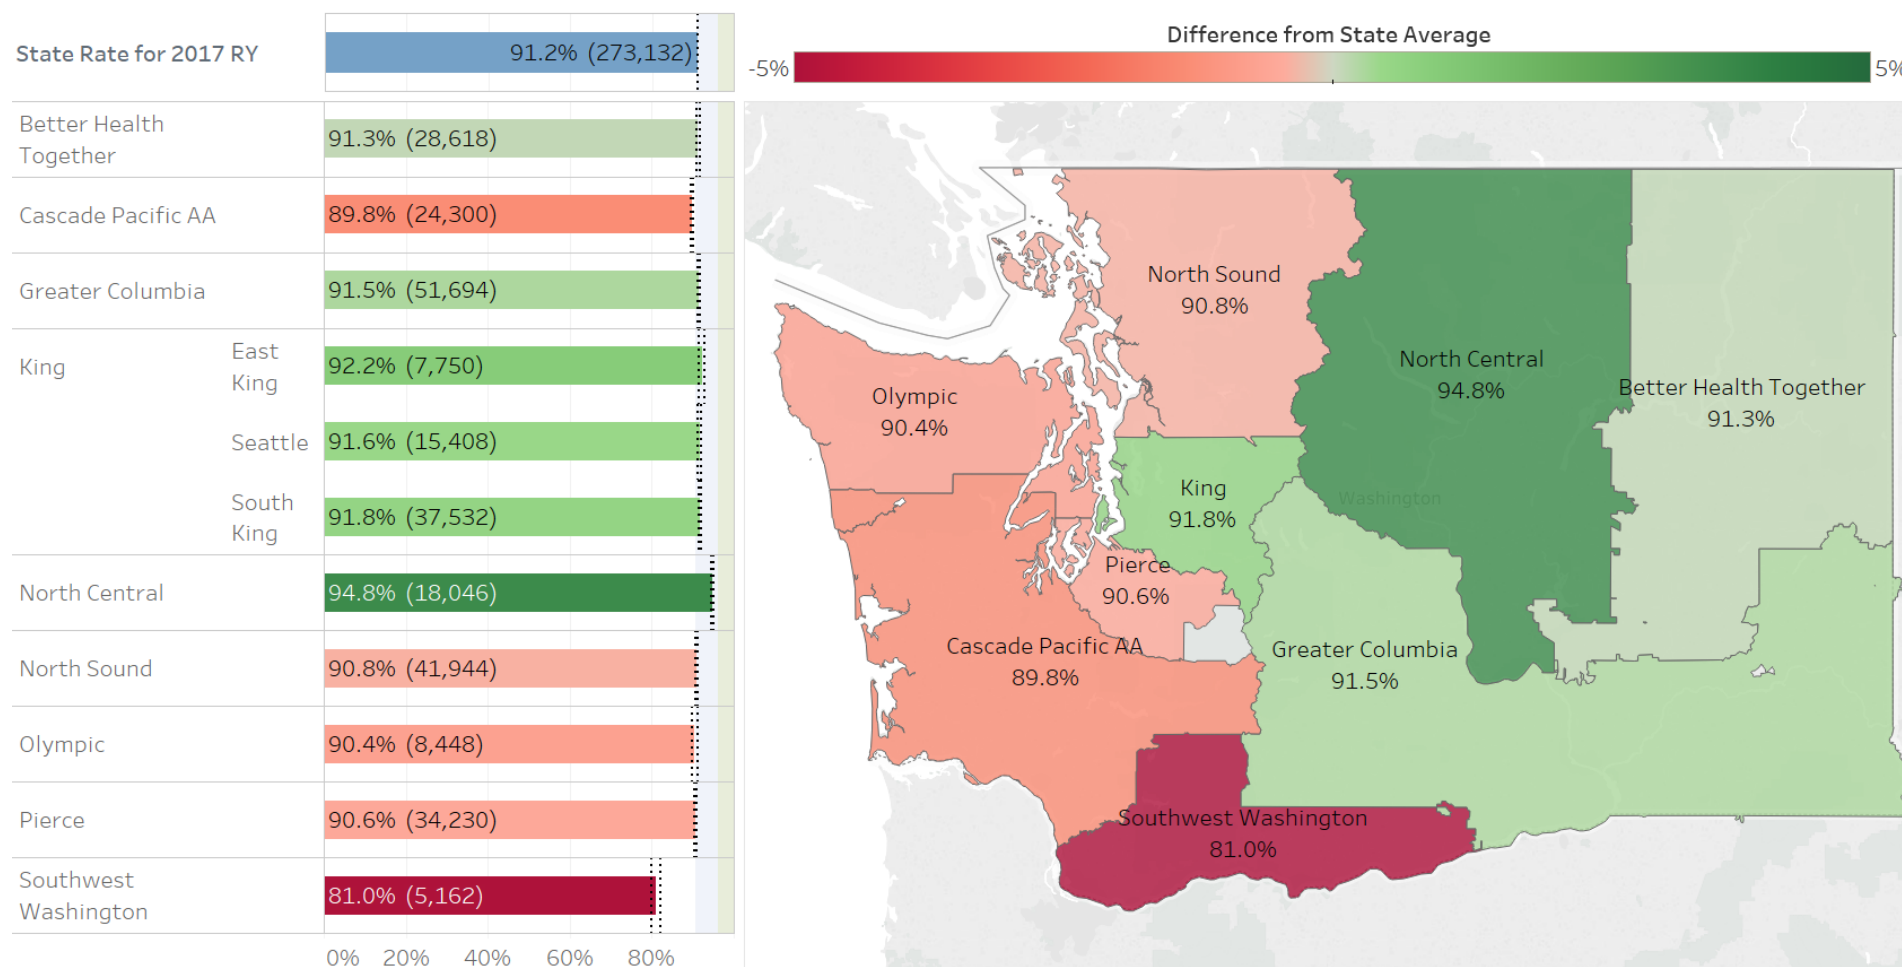 State Rate for 2017 RY
91.2% (273,132)
Better Health
Together
91.3% (28,618)
Cascade Pacific AA
89.8% (24,300)
Greater Columbia
91.5% (51,694)
King
East
King
92.2% (7,750)
Seattle
91.6% (15,408)
South
King
91.8% (37,532)
North Central
94.8% (18,046)
North Sound
90.8% (41,944)
Olympic
90.4% (8,448)
Pierce
90.6% (34,230)
Southwest
Washington
81.0% (5,162)
0% 20% 40% 60% 80%
Difference from State Average
-5%
5%
North Sound
90.8%
North Central
94.8%
Better Health Together
91.3%
Olympic
90.4%
King
91.8%
Washington
Pierce
90.6%
Cascade Pacific AA
89.8%
Greater Columbia
91.5%
Southwest Washington
81.0%